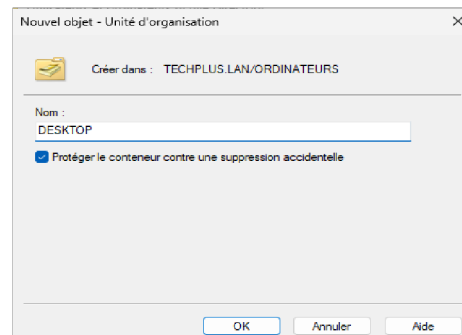 Nouvel objet - Unité d'organisation
Créer dans : TECHPLUS.LAN/ORDINATEURS
Nom :
DESKTOP
Protéger le conteneur contre une suppression accidentelle
OK Annuler Aide